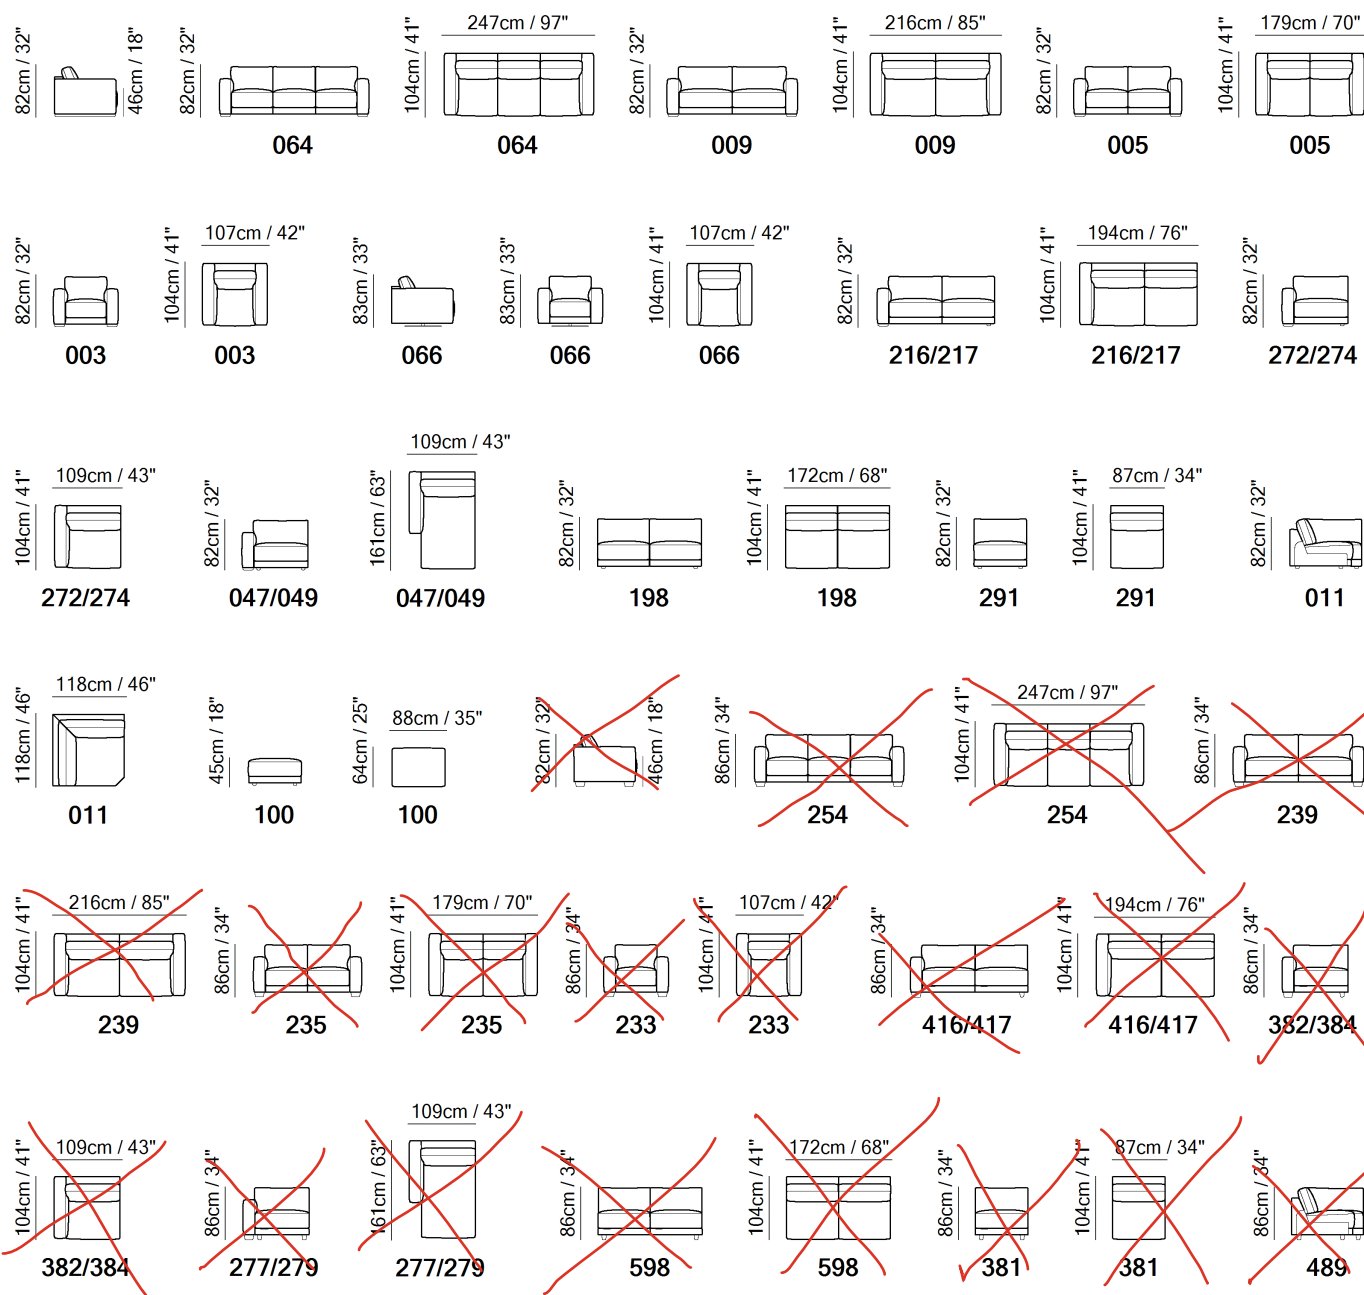 82cm / 32" 46cm / 18" 82cm / 32" 104cm / 41" 247cm / 97" 82cm / 32" 104cm / 41" 216cm / 85" 82cm / 32" 104cm / 41" 179cm / 70"
064 064 009 009 005 005
82cm / 32" 104cm / 41" 107cm / 42" 83cm / 33" 83cm / 33" 104cm / 41" 107cm / 42" 82cm / 32" 104cm / 41" 194cm / 76" 82cm / 32"
003 003 066 066 066 216/217 216/217 272/274
104cm / 41" 109cm / 43" 82cm / 32" 161cm / 63" 109cm / 43" 82cm / 32" 104cm / 41" 172cm / 68" 82cm / 32" 104cm / 41" 87cm / 34" 82cm / 32"
272/274 047/049 047/049 198 198 291 291 011
118cm / 46" 118cm / 46" 45cm / 18" 64cm / 25" 88cm / 35" 82cm / 32" 46cm / 18" 86cm / 34" 104cm / 41" 247cm / 97" 86cm / 34"
011 100 100 254 254 239
104cm / 41" 216cm / 85" 86cm / 34" 104cm / 41" 179cm / 70" 86cm / 34" 104cm / 41" 107cm / 42" 86cm / 34" 104cm / 41" 194cm / 76" 86cm / 34"
239 235 235 233 233 416/417 416/417 382/384
104cm / 41" 109cm / 43" 86cm / 34" 161cm / 63" 109cm / 43" 86cm / 34" 104cm / 41" 172cm / 68" 86cm / 34" 104cm / 41" 87cm / 34" 86cm / 34"
382/384 277/279 277/279 598 598 381 381 489